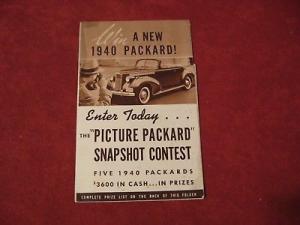 Win A NEW
1940 PACKARD!
Enter Today...
THE "PICTURE PACKARD"
SNAPSHOT CONTEST
FIVE 1940 PACKARDS
$3600 IN CASH...IN PRIZES
COMPLETE PRIZE LIST ON THE BACK OF THIS FOLDER